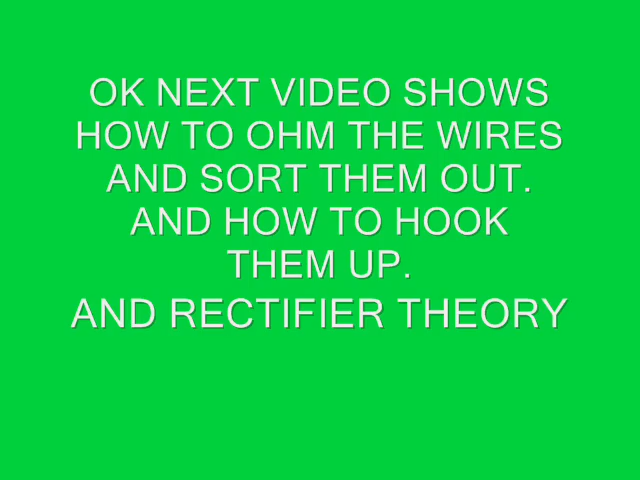 OK NEXT VIDEO SHOWS
HOW TO OHM THE WIRES
AND SORT THEM OUT.
AND HOW TO HOOK
THEM UP.
AND RECTIFIER THEORY